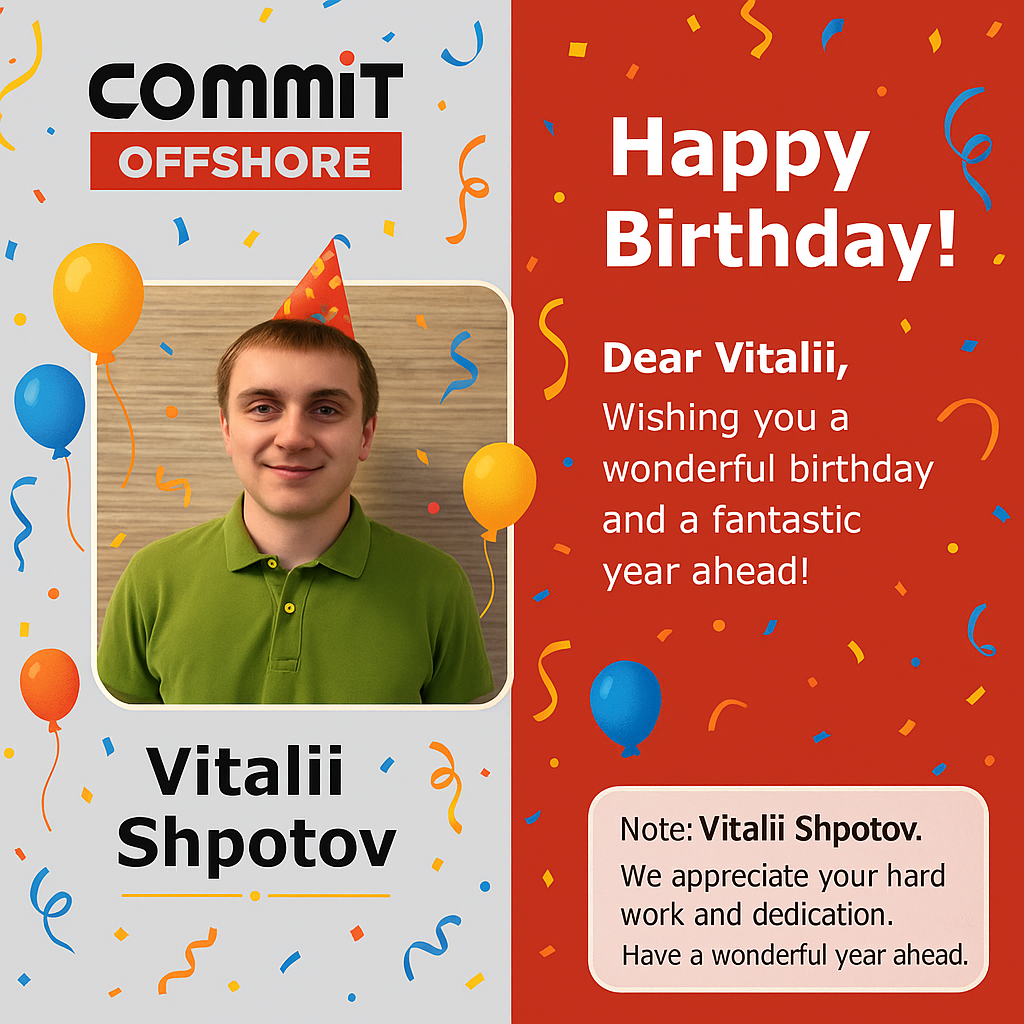 COMMIT
OFFSHORE
Vitalii
Shpotov
Happy
Birthday!
Dear Vitalii,
Wishing you a
wonderful birthday
and a fantastic
year ahead!
Note: Vitalii Shpotov.
We appreciate your hard
work and dedication.
Have a wonderful year ahead.